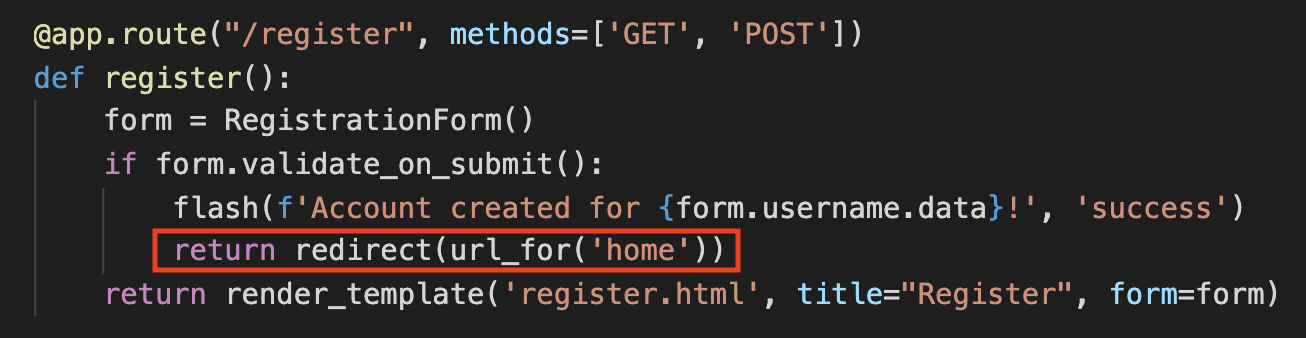 @app.route("/register", methods=['GET', 'POST'])
def register():
    form = RegistrationForm()
    if form.validate_on_submit():
        flash(f'Account created for {form.username.data}!', 'success')
        return redirect(url_for('home'))
    return render_template('register.html', title="Register", form=form)